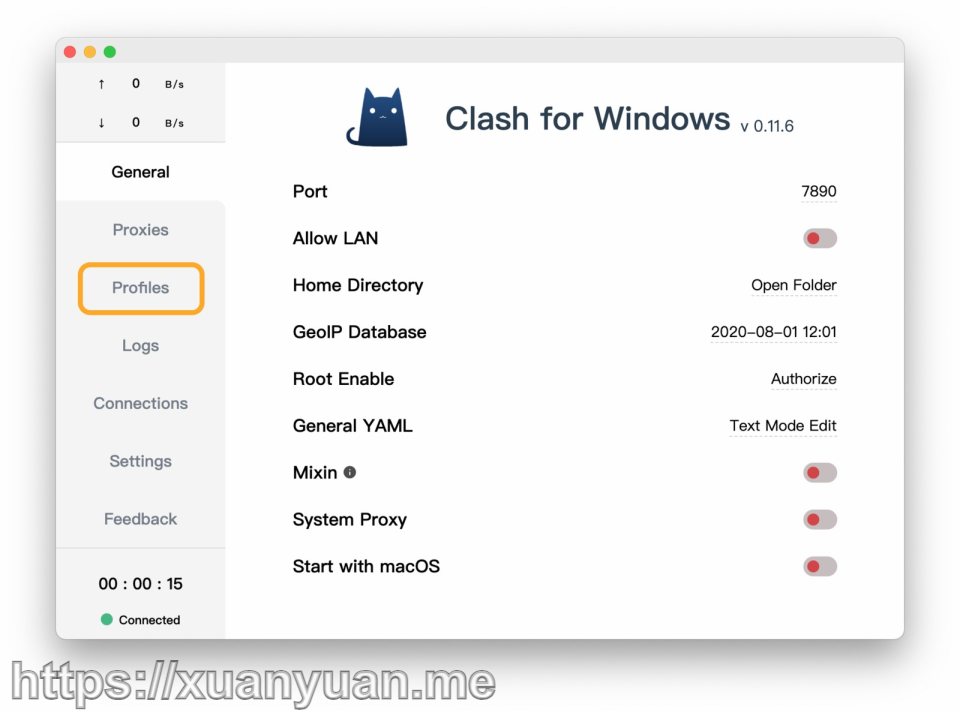 ↑ 0 B/s
↓ 0 B/s
General
Proxies
Profiles
Logs
Connections
Settings
Feedback
00 : 00 : 15
Connected
Clash for Windows v 0.11.6
Port 7890
Allow LAN
Home Directory Open Folder
GeoIP Database 2020-08-01 12:01
Root Enable Authorize
General YAML Text Mode Edit
Mixin
System Proxy
Start with macOS
https://xuanyuan.me